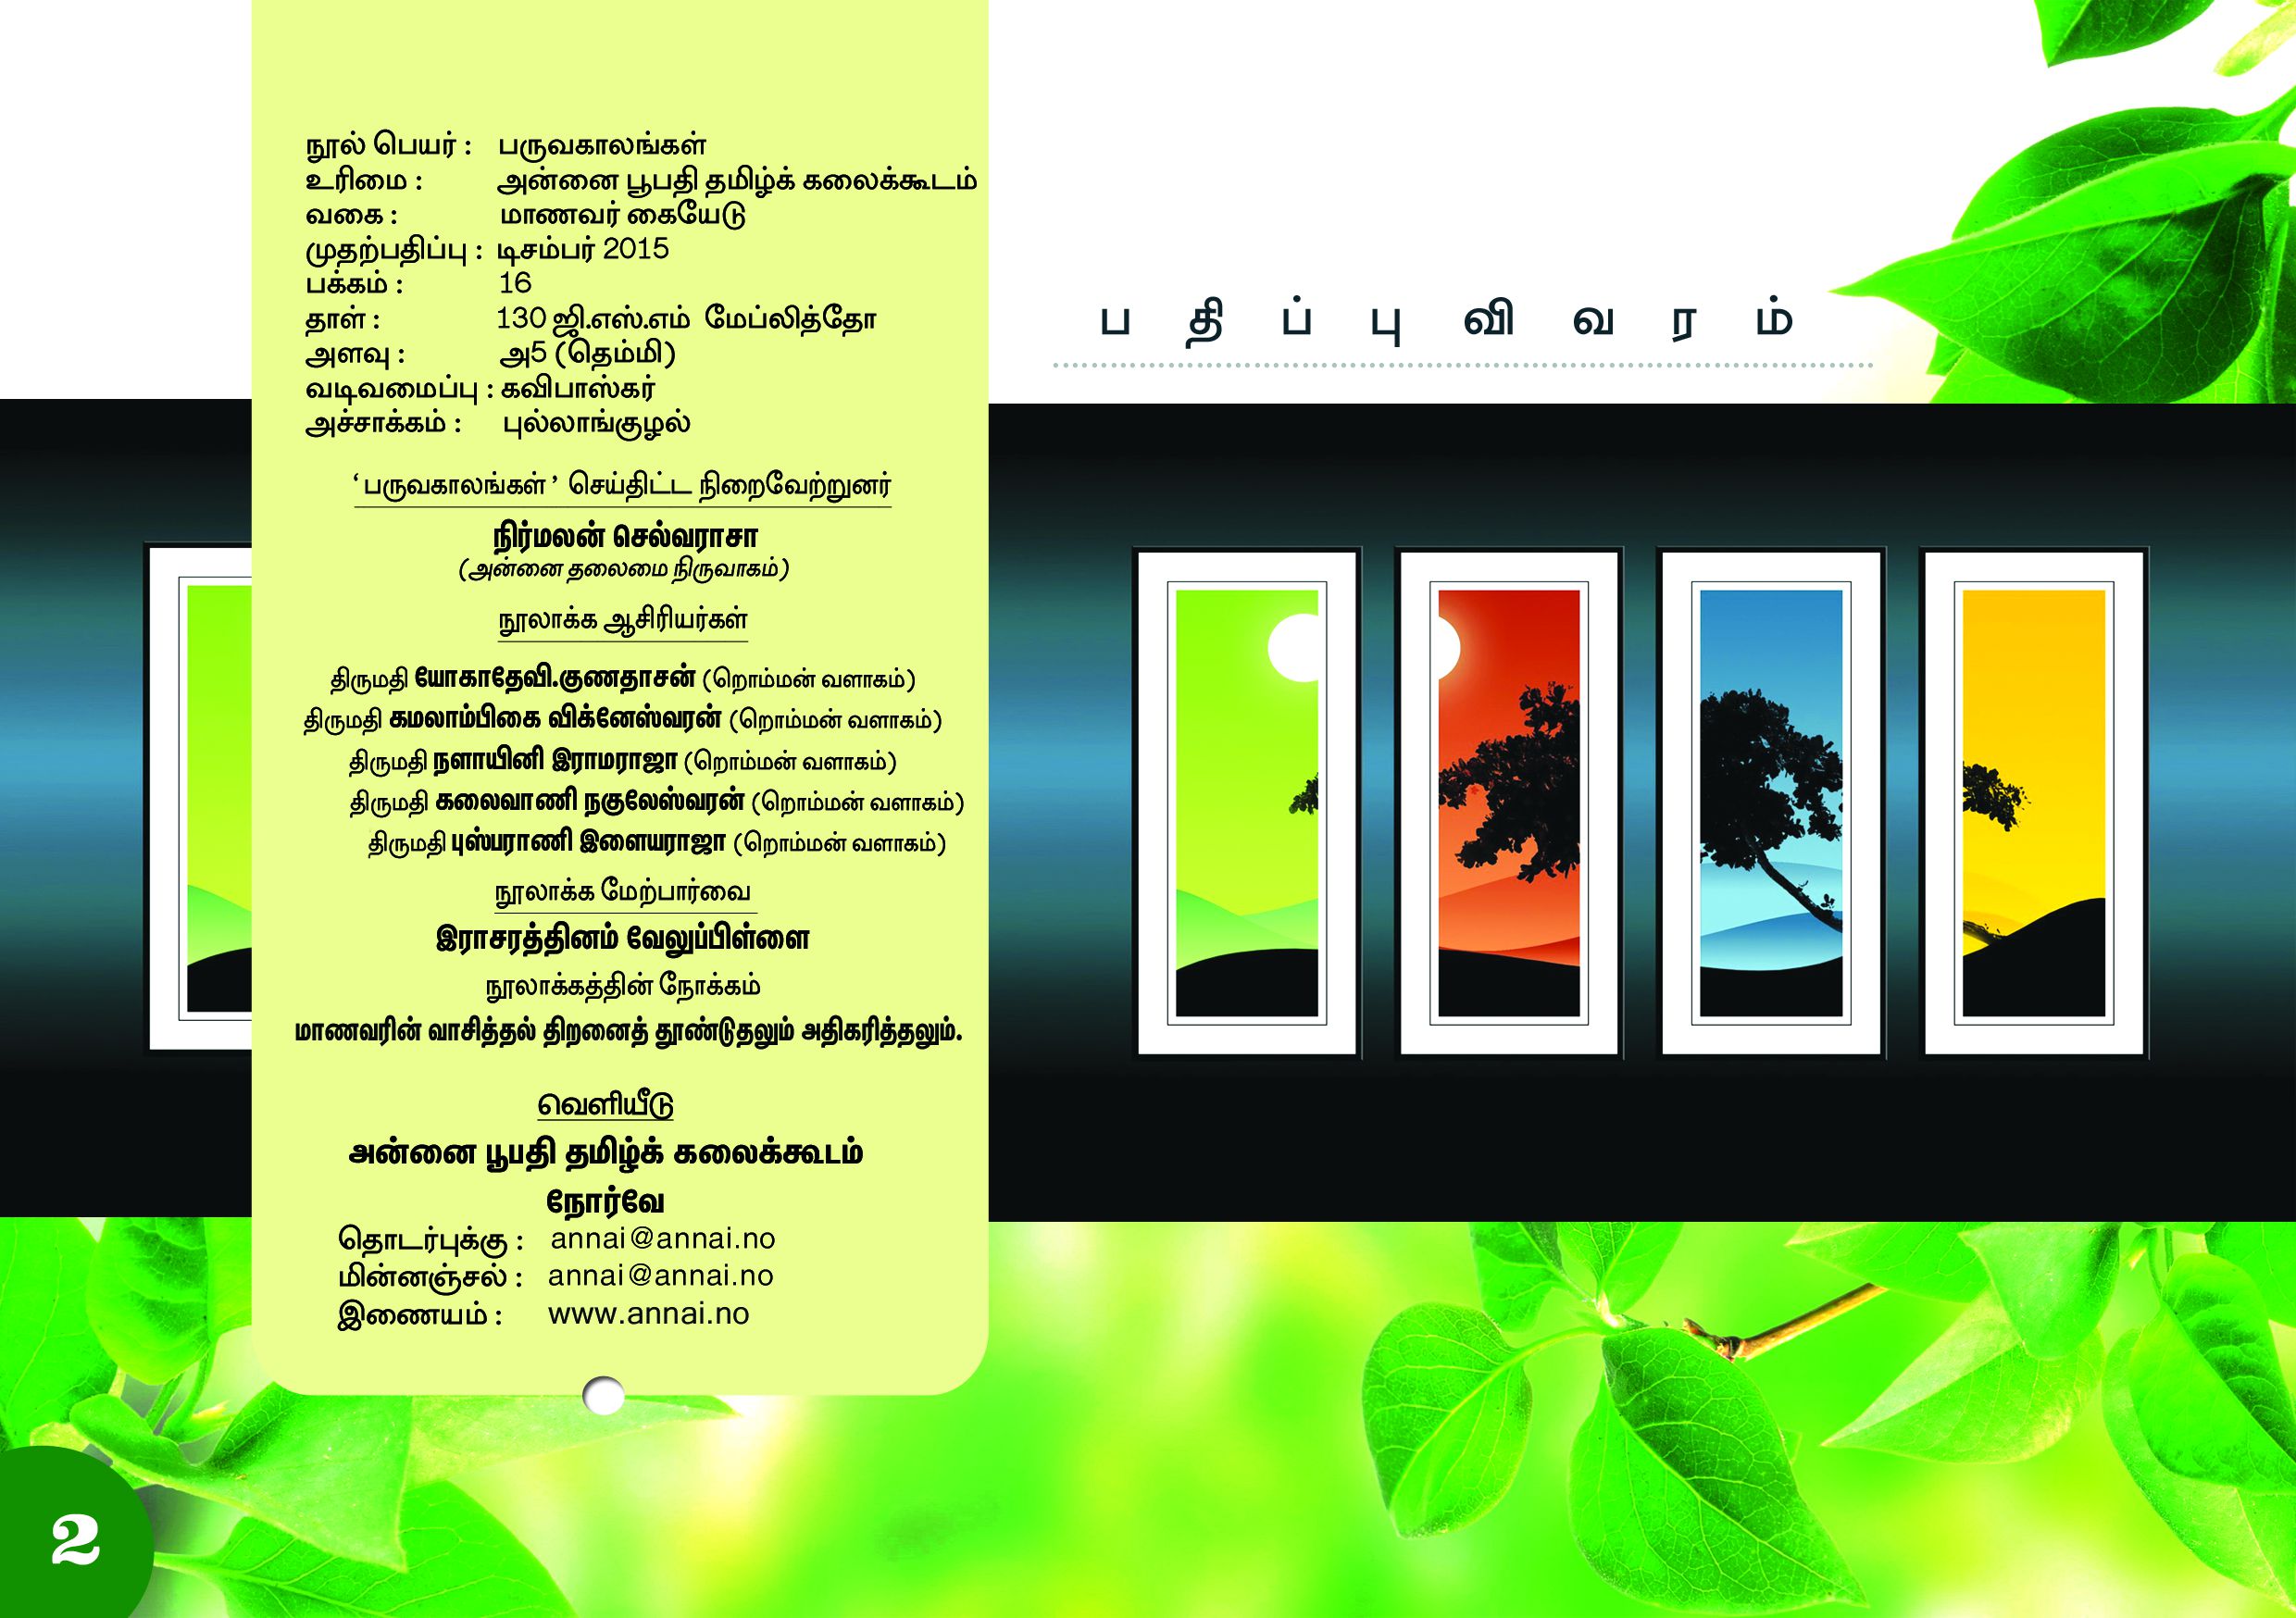 நூல் பெயர் : பருவகாலங்கள்
உரிமை : அன்னை பூபதி தமிழ்க் கலைக்கூடம்
வகை : மாணவர் கையேடு
முதற்பதிப்பு : டிசம்பர் 2015
பக்கம் : 16
தாள் : 130 ஜி.எஸ்.எம் மேப்லித்தோ
அளவு : அ5 (தெம்மி)
வடிவமைப்பு : கவிபாஸ்கர்
அச்சாக்கம் : புல்லாங்குழல்
‘பருவகாலங்கள்’ செய்திட்ட நிறைவேற்றுனர்
நிர்மலன் செல்வராசா
(அன்னை தலைமை நிருவாகம்)
நூலாக்க ஆசிரியர்கள்
திருமதி யோகாதேவி.குணதாசன் (றொம்மன் வளாகம்)
திருமதி கமலாம்பிகை விக்னேஸ்வரன் (றொம்மன் வளாகம்)
திருமதி நளாயினி இராமராஜா (றொம்மன் வளாகம்)
திருமதி கலைவாணி நகுலேஸ்வரன் (றொம்மன் வளாகம்)
திருமதி புஸ்பராணி இளையராஜா (றொம்மன் வளாகம்)
நூலாக்க மேற்பார்வை
இராசரத்தினம் வேலுப்பிள்ளை
நூலாக்கத்தின் நோக்கம்
மாணவரின் வாசித்தல் திறனைத் தூண்டுதலும் அதிகரித்தலும்.
வெளியீடு
அன்னை பூபதி தமிழ்க் கலைக்கூடம்
நோர்வே
தொடர்புக்கு : annai@annai.no
மின்னஞ்சல் : annai@annai.no
இணையம் : www.annai.no
பதிப்புவிவரம்
2